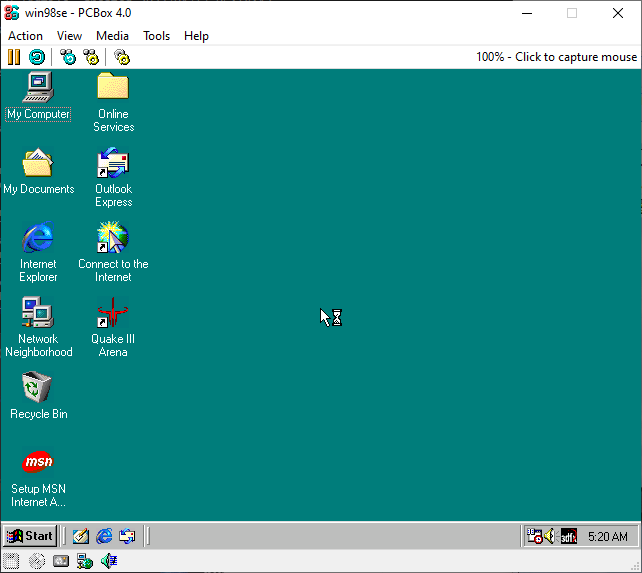 win98se - PCBox 4.0
Action View Media Tools Help
100% - Click to capture mouse
My Computer
Online
Services
My Documents
Outlook
Express
Internet
Explorer
Connect to the
Internet
Network
Neighborhood
Quake III
Arena
Recycle Bin
msn
Setup MSN
Internet A...
Start
3dfx
5:20 AM